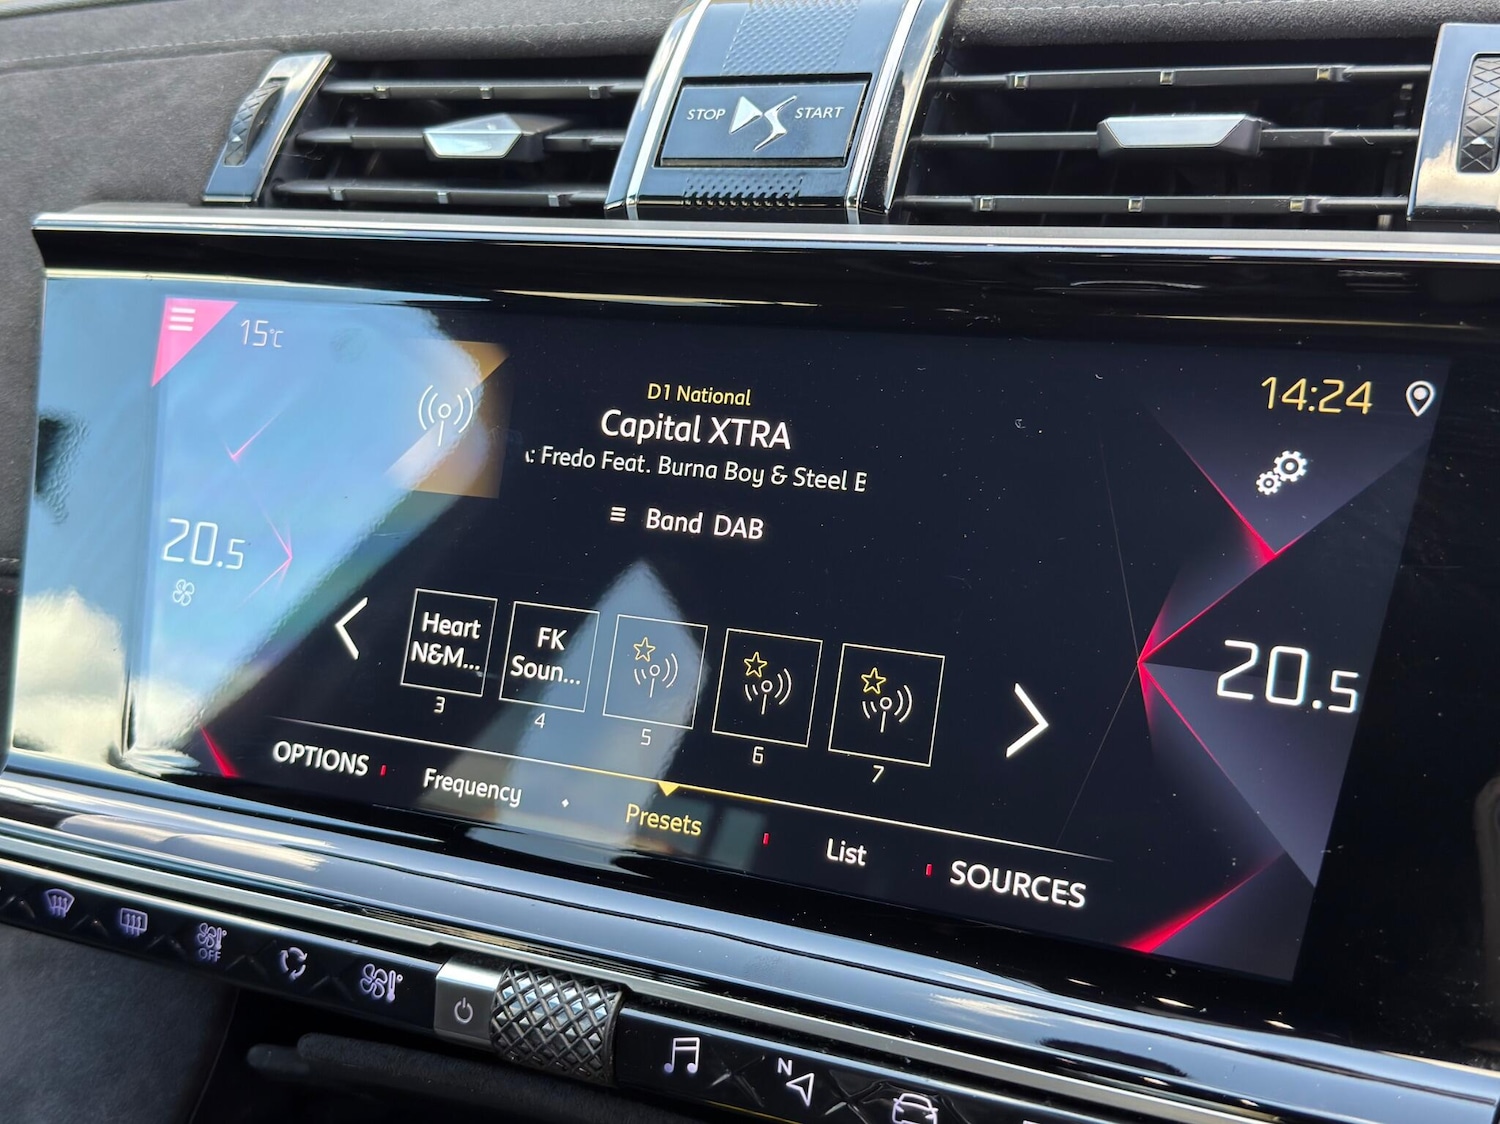 STOP DS START
15°C
D1 National
14:24
Capital XTRA
: Fredo Feat. Burna Boy & Steel
Band DAB
20.5
20.5
Heart
N&M...
FK
Soun...
3
4
5
6
7
OPTIONS
Frequency
Presets
List
SOURCES
OFF
N